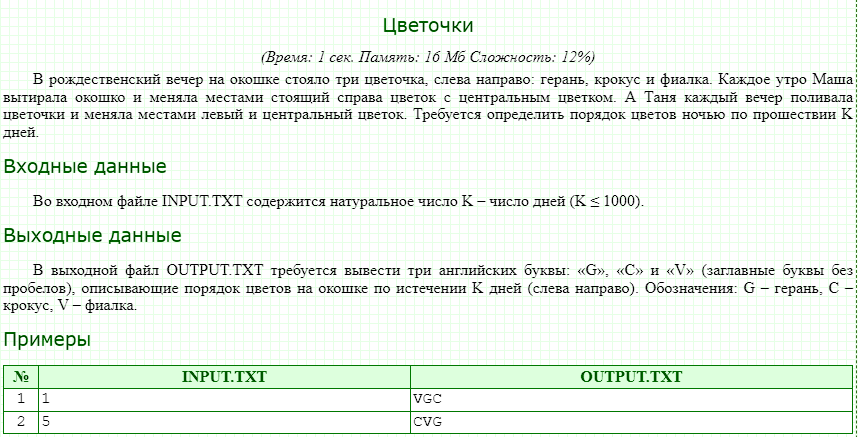 Цветочки
(Время: 1 сек. Память: 16 Мб Сложность: 12%)
В рождественский вечер на окошке стояло три цветочка, слева направо: герань, крокус и фиалка. Каждое утро Маша
вытирала окошко и меняла местами стоящий справа цветок с центральным цветком. А Таня каждый вечер поливала
цветочки и меняла местами левый и центральный цветок. Требуется определить порядок цветов ночью по прошествии K
дней.
Входные данные
Во входном файле INPUT.TXT содержится натуральное число K – число дней (K ≤ 1000).
Выходные данные
В выходной файл OUTPUT.TXT требуется вывести три английских буквы: «G», «C» и «V» (заглавные буквы без
пробелов), описывающие порядок цветов на окошке по истечении K дней (слева направо). Обозначения: G – герань, C –
крокус, V – фиалка.
Примеры
№ INPUT.TXT OUTPUT.TXT
1 1 VGC
2 5 CVG